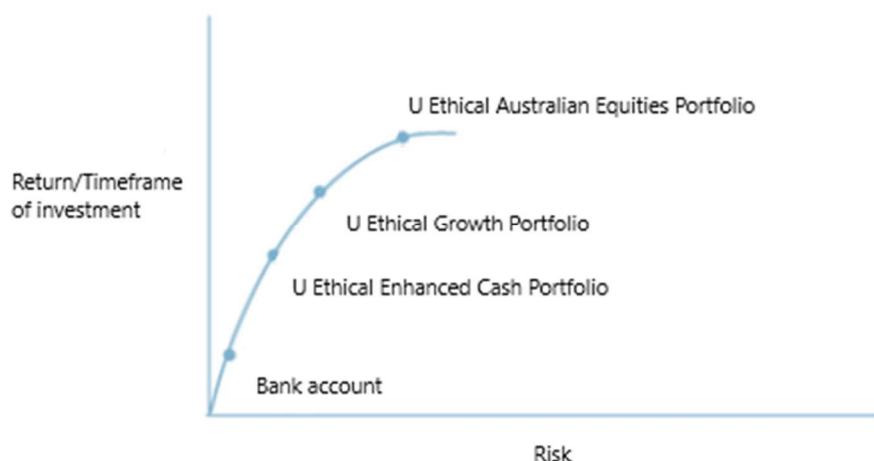 U Ethical Australian Equities Portfolio
Return/Timeframe
of investment
U Ethical Growth Portfolio
U Ethical Enhanced Cash Portfolio
Bank account
Risk